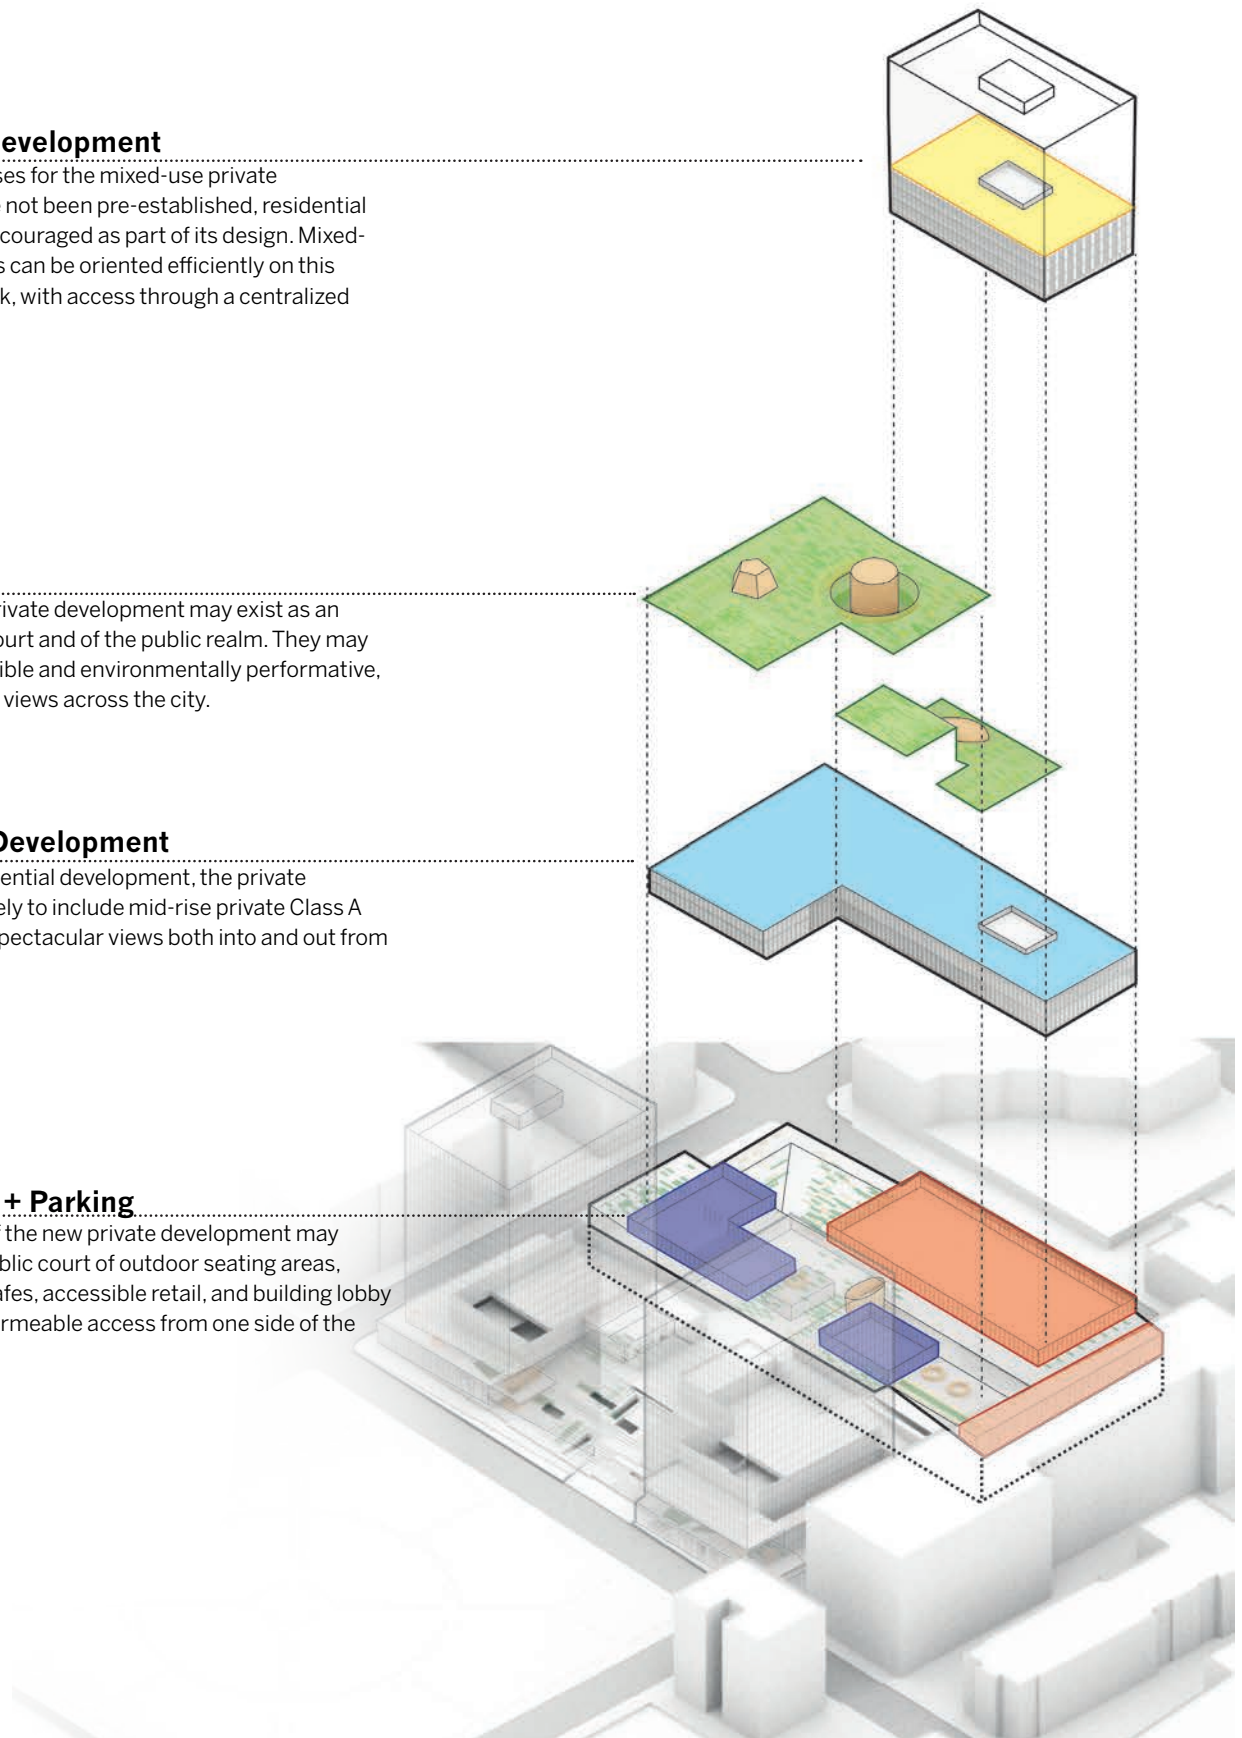 evelopment
ses for the mixed-use private
e not been pre-established, residential
couraged as part of its design. Mixed-
s can be oriented efficiently on this
k, with access through a centralized
rivate development may exist as an
ourt and of the public realm. They may
sible and environmentally performative,
views across the city.
Development
ential development, the private
ely to include mid-rise private Class A
spectacular views both into and out from
+ Parking
f the new private development may
blic court of outdoor seating areas,
afes, accessible retail, and building lobby
ermeable access from one side of the